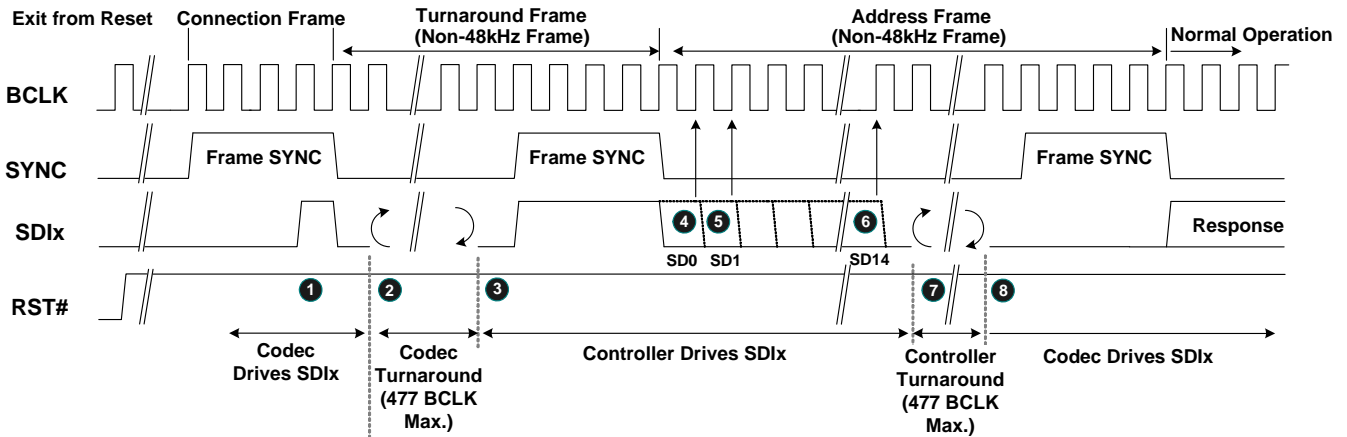 Exit from Reset
Connection Frame
Turnaround Frame
(Non-48kHz Frame)
Address Frame
(Non-48kHz Frame)
Normal Operation
BCLK
SYNC
Frame SYNC
Frame SYNC
Frame SYNC
SDIx
4
5
6
Response
SD0
SD1
SD14
RST#
1
2
3
7
8
Codec
Drives SDIx
Codec
Turnaround
(477 BCLK
Max.)
Controller Drives SDIx
Controller
Turnaround
(477 BCLK
Max.)
Codec Drives SDIx